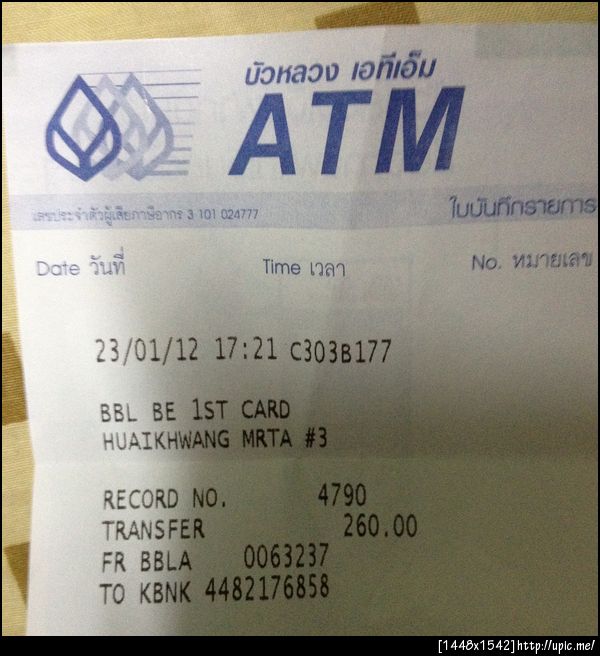 บัวหลวง เอทีเอ็ม
ATM
เลขประจำตัวผู้เสียภาษีอากร 3 101 024777 ใบบันทึกรายการ
Date วันที่ Time เวลา No. หมายเลข
23/01/12 17:21 C303B177
BBL BE 1ST CARD
HUAIKHWANG MRTA #3
RECORD NO. 4790
TRANSFER 260.00
FR BBLA 0063237
TO KBNK 4482176858
[1448x1542]http://upic.me/